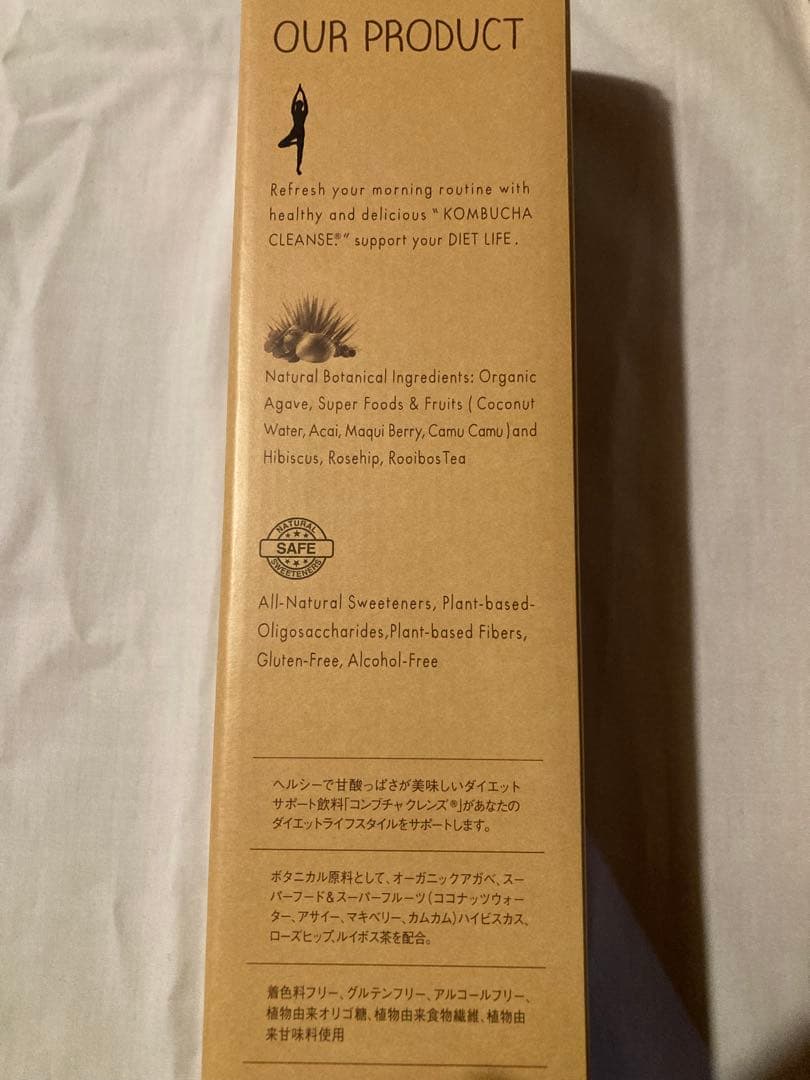 OUR PRODUCT
Refresh your morning routine with
healthy and delicious “ KOMBUCHA
CLEANSE®.” support your DIET LIFE .
Natural Botanical Ingredients: Organic
Agave, Super Foods & Fruits ( Coconut
Water, Acai, Maqui Berry, Camu Camu )and
Hibiscus, Rosehip, RooibosTea
NATURAL
SAFE
SWEETENERS
All-Natural Sweeteners, Plant-based-
Oligosaccharides,Plant-based Fibers,
Gluten-Free, Alcohol-Free
ヘルシーで甘酸っぱさが美味しいダイエット
サポート飲料「コンブチャクレンズ®」があなたの
ダイエットライフスタイルをサポートします。
ボタニカル原料として、オーガニックアガベ、スー
パーフード&スーパーフルーツ(ココナッツウォー
ター、アサイー、マキベリー、カムカム)ハイビスカス、
ローズヒップ、ルイボス茶を配合。
着色料フリー、グルテンフリー、アルコールフリー、
植物由来オリゴ糖、植物由来食物繊維、植物由
来甘味料使用